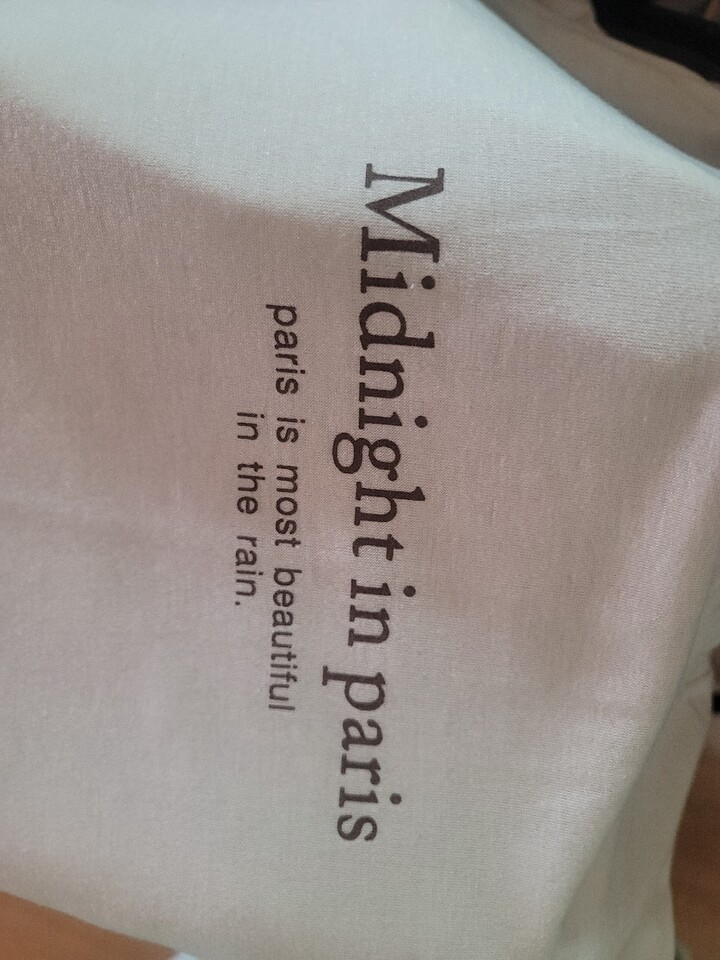 Midnight in paris
paris is most beautiful
in the rain.